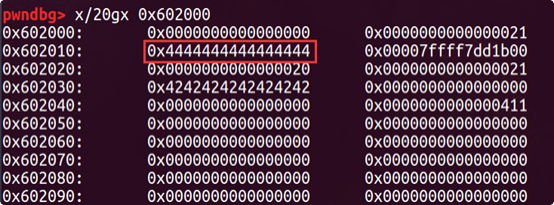 pwndbg> x/20gx 0x602000
0x602000: 0x0000000000000000 0x0000000000000021
0x602010: 0x4444444444444444 0x00007ffff7dd1b00
0x602020: 0x0000000000000020 0x0000000000000021
0x602030: 0x4242424242424242 0x0000000000000000
0x602040: 0x0000000000000000 0x0000000000000411
0x602050: 0x0000000000000000 0x0000000000000000
0x602060: 0x0000000000000000 0x0000000000000000
0x602070: 0x0000000000000000 0x0000000000000000
0x602080: 0x0000000000000000 0x0000000000000000
0x602090: 0x0000000000000000 0x0000000000000000